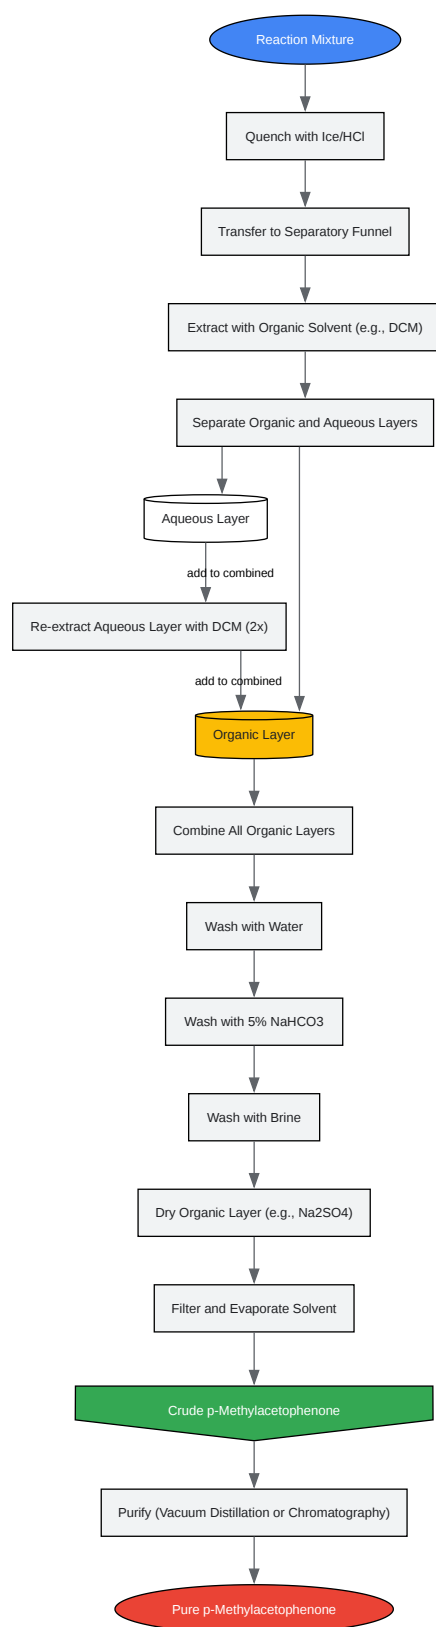 Reaction Mixture
Quench with Ice/HCl
Transfer to Separatory Funnel
Extract with Organic Solvent (e.g., DCM)
Separate Organic and Aqueous Layers
Aqueous Layer
add to combined
Re-extract Aqueous Layer with DCM (2x)
add to combined
Organic Layer
Combine All Organic Layers
Wash with Water
Wash with 5% NaHCO3
Wash with Brine
Dry Organic Layer (e.g., Na2SO4)
Filter and Evaporate Solvent
Crude p-Methylacetophenone
Purify (Vacuum Distillation or Chromatography)
Pure p-Methylacetophenone